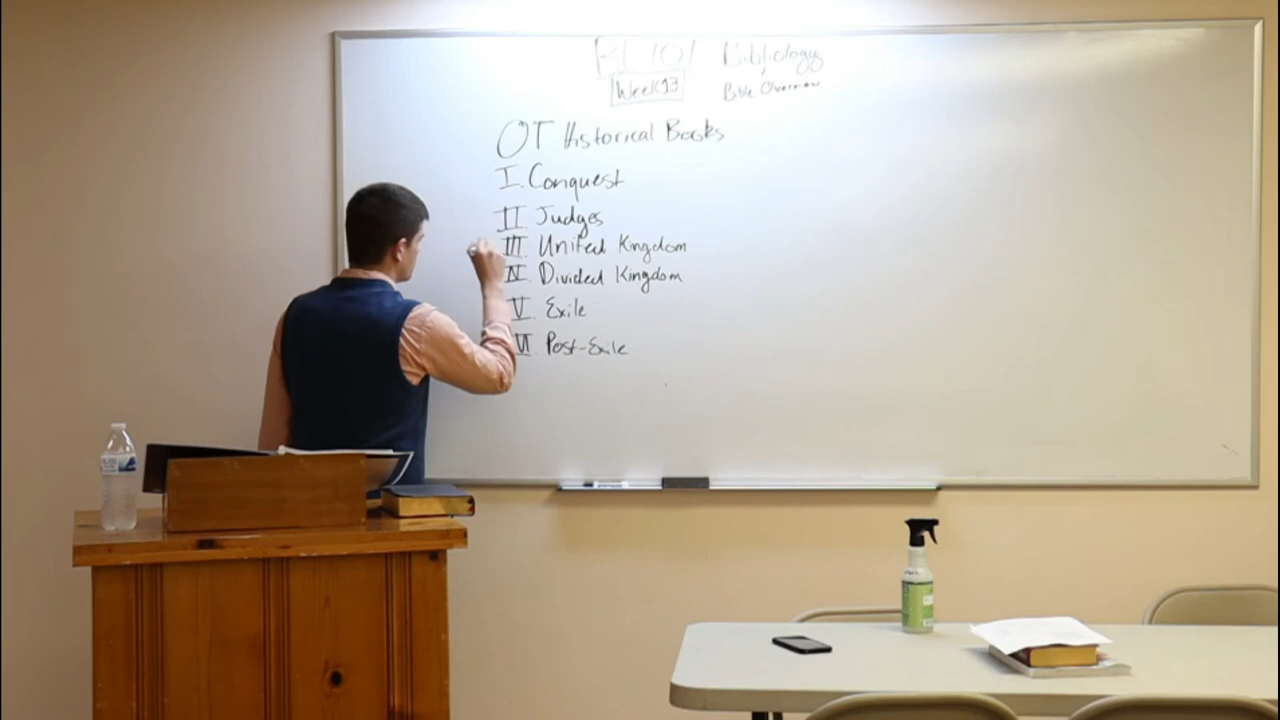 101 Bibliology
&
Week 13 Bible Overview
OT Historical Books
I. Conquest
II. Judges
III. United Kingdom
IV. Divided Kingdom
V. Exile
VI. Post-Exile